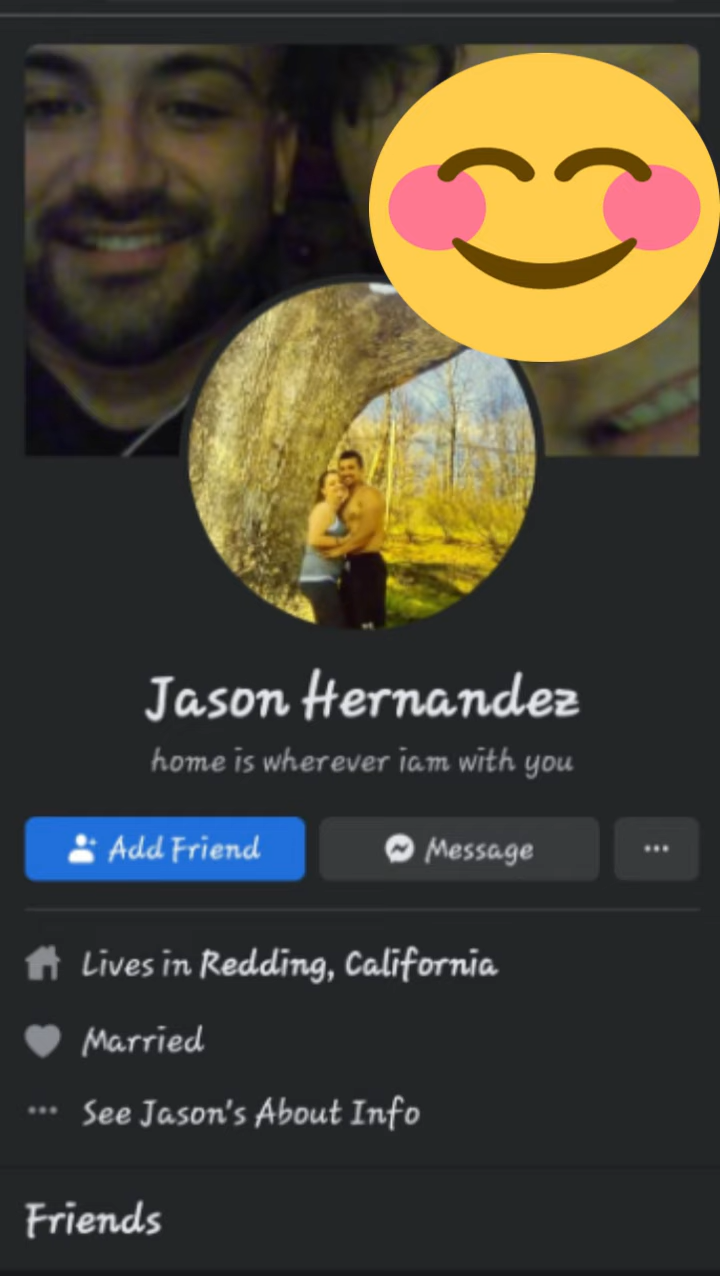 Jason Hernandez
home is wherever iam with you
Add Friend
Message
Lives in Redding, California
Married
See Jason's About Info
Friends